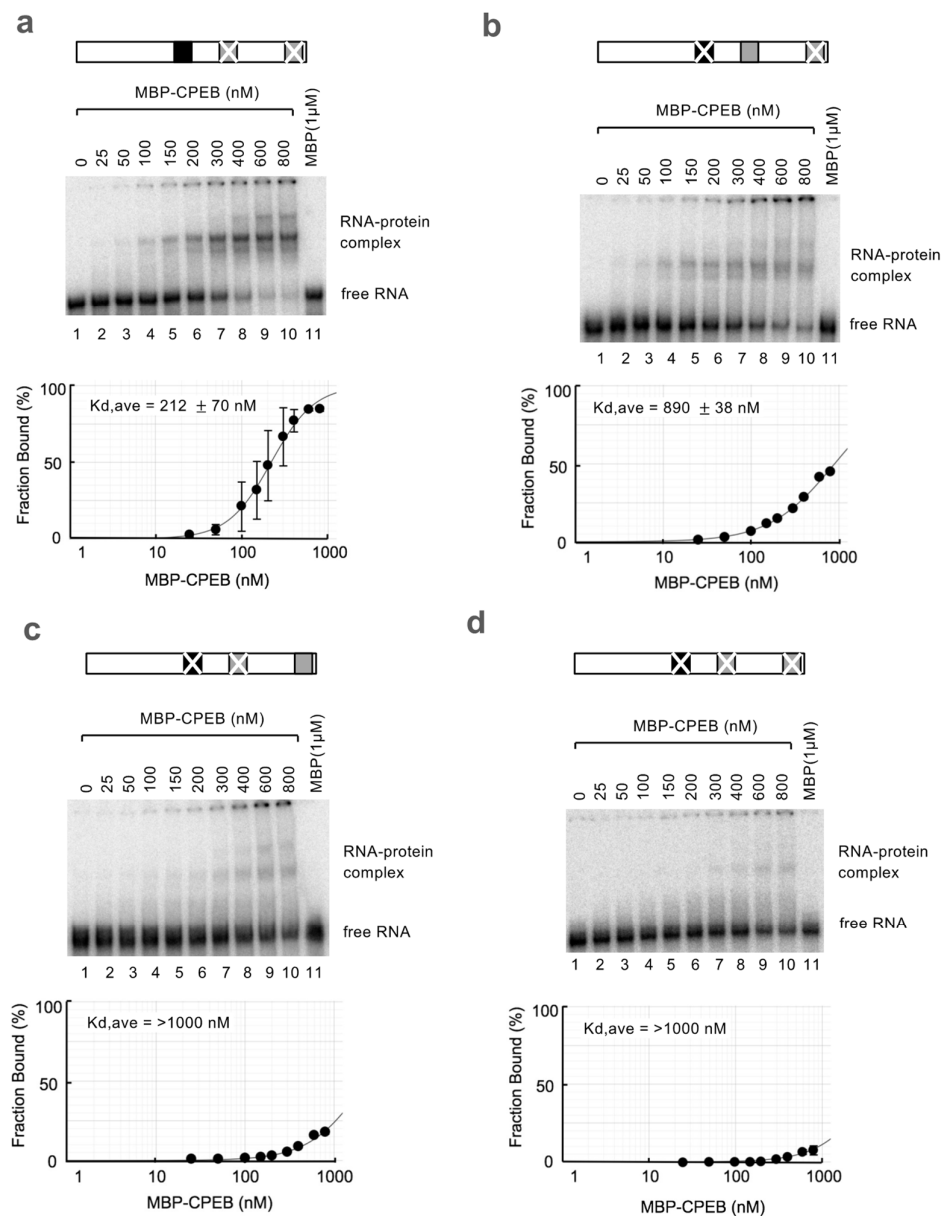 a
MBP-CPEB (nM)
0 25 50 100 150 200 300 400 600 800 MBP(1µM)
RNA-protein
complex
free RNA
1 2 3 4 5 6 7 8 9 10 11
Fraction Bound (%)
100
50
0
Kd,ave = 212 ± 70 nM
1 10 100 1000
MBP-CPEB (nM)
b
MBP-CPEB (nM)
0 25 50 100 150 200 300 400 600 800 MBP(1µM)
RNA-protein
complex
free RNA
1 2 3 4 5 6 7 8 9 10 11
Fraction Bound (%)
100
50
0
Kd,ave = 890 ± 38 nM
1 10 100 1000
MBP-CPEB (nM)
c
MBP-CPEB (nM)
0 25 50 100 150 200 300 400 600 800 MBP(1µM)
RNA-protein
complex
free RNA
1 2 3 4 5 6 7 8 9 10 11
Fraction Bound (%)
100
50
0
Kd,ave = >1000 nM
1 10 100 1000
MBP-CPEB (nM)
d
MBP-CPEB (nM)
0 25 50 100 150 200 300 400 600 800 MBP(1µM)
RNA-protein
complex
free RNA
1 2 3 4 5 6 7 8 9 10 11
Fraction Bound (%)
100
50
0
Kd,ave = >1000 nM
1 10 100 1000
MBP-CPEB (nM)